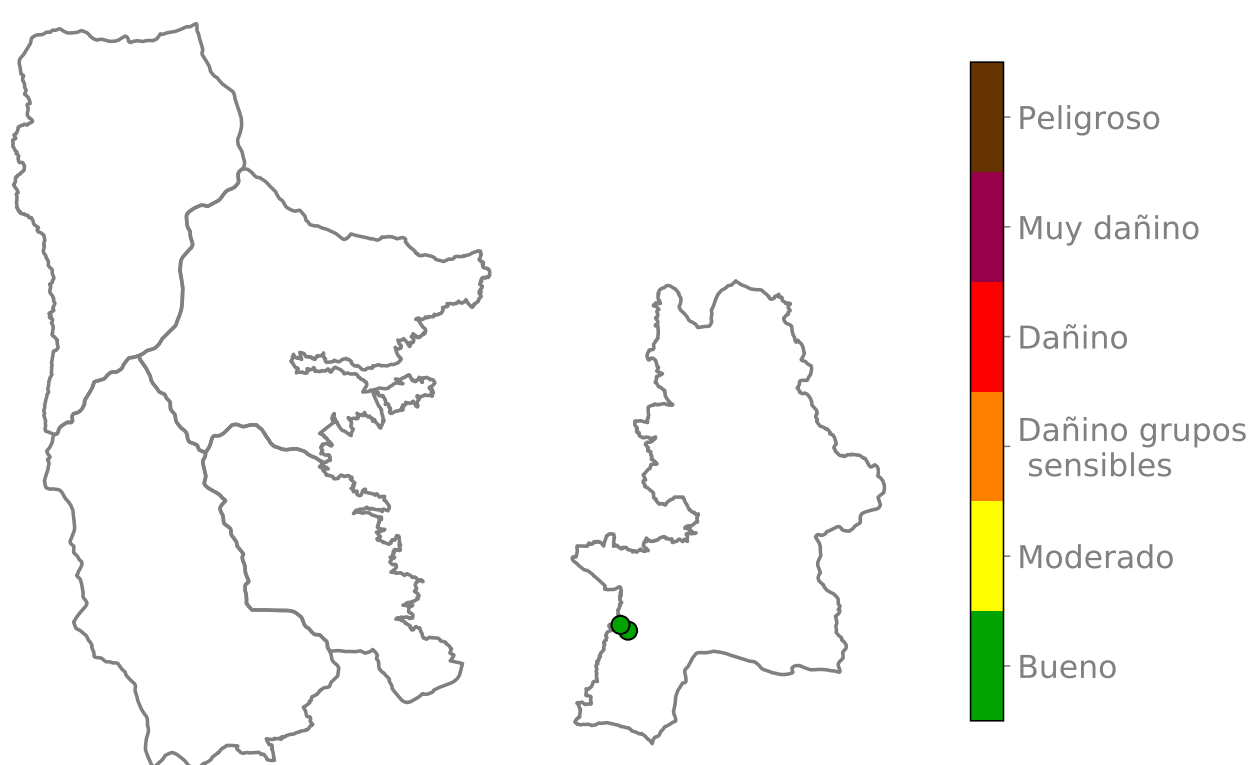 Peligroso
Muy dañino
Dañino
Dañino grupos
sensibles
Moderado
Bueno